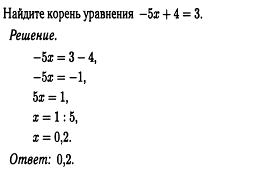 Найдите корень уравнения −5x + 4 = 3.
Решение.
−5x = 3 − 4,
−5x = −1,
5x = 1,
x = 1 : 5,
x = 0,2.
Ответ: 0,2.